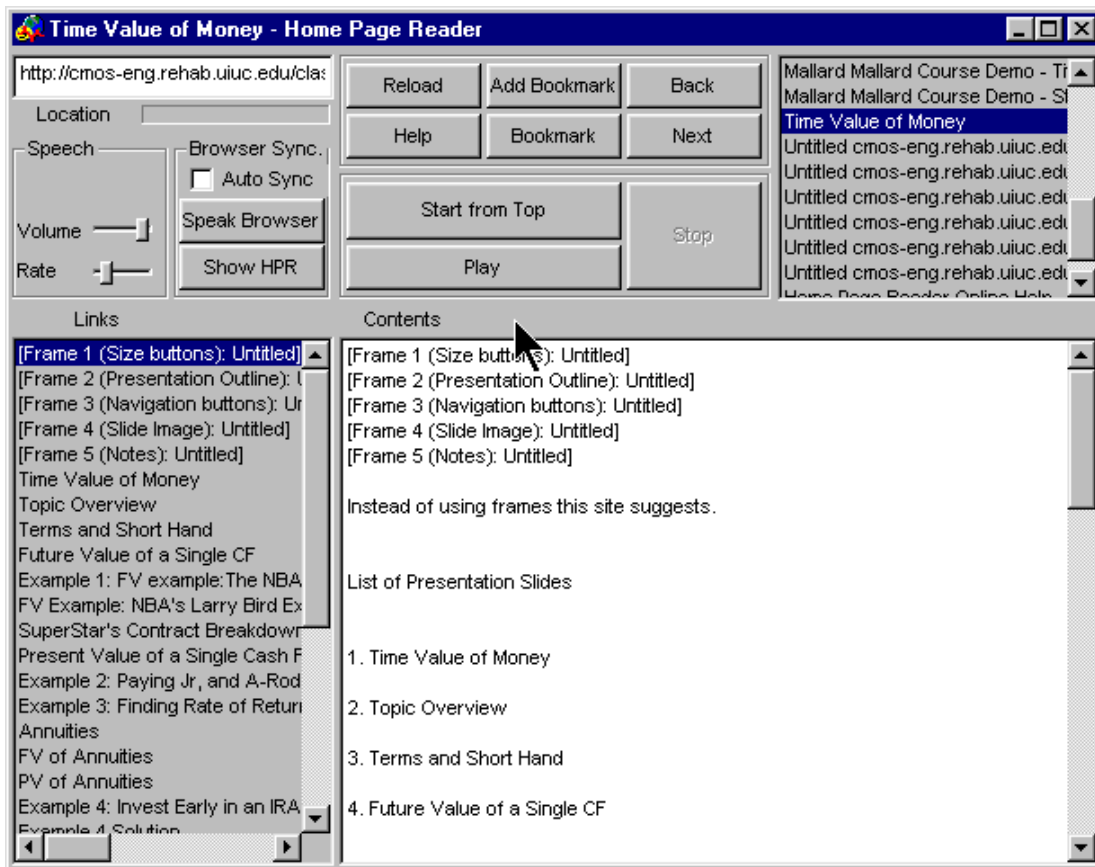 Time Value of Money - Home Page Reader
http://cmos-eng.rehab.uiuc.edu/clas
Location
Speech
Volume
Rate
Browser Sync.
Auto Sync
Speak Browser
Show HPR
Reload
Add Bookmark
Back
Help
Bookmark
Next
Start from Top
Stop
Play
Mallard Mallard Course Demo - Ti
Mallard Mallard Course Demo - St
Time Value of Money
Untitled cmos-eng.rehab.uiuc.edu
Untitled cmos-eng.rehab.uiuc.edu
Untitled cmos-eng.rehab.uiuc.edu
Untitled cmos-eng.rehab.uiuc.edu
Untitled cmos-eng.rehab.uiuc.edu
Untitled cmos-eng.rehab.uiuc.edu
Home Page Reader Online Help
Links
[Frame 1 (Size buttons): Untitled]
[Frame 2 (Presentation Outline): U
[Frame 3 (Navigation buttons): Un
[Frame 4 (Slide Image): Untitled]
[Frame 5 (Notes): Untitled]
Time Value of Money
Topic Overview
Terms and Short Hand
Future Value of a Single CF
Example 1: FV example:The NBA
FV Example: NBA's Larry Bird Ex
SuperStar's Contract Breakdown
Present Value of a Single Cash F
Example 2: Paying Jr, and A-Rod
Example 3: Finding Rate of Return
Annuities
FV of Annuities
PV of Annuities
Example 4: Invest Early in an IRA
Example 4 Solution
Contents
[Frame 1 (Size buttons): Untitled]
[Frame 2 (Presentation Outline): Untitled]
[Frame 3 (Navigation buttons): Untitled]
[Frame 4 (Slide Image): Untitled]
[Frame 5 (Notes): Untitled]
Instead of using frames this site suggests.
List of Presentation Slides
1. Time Value of Money
2. Topic Overview
3. Terms and Short Hand
4. Future Value of a Single CF